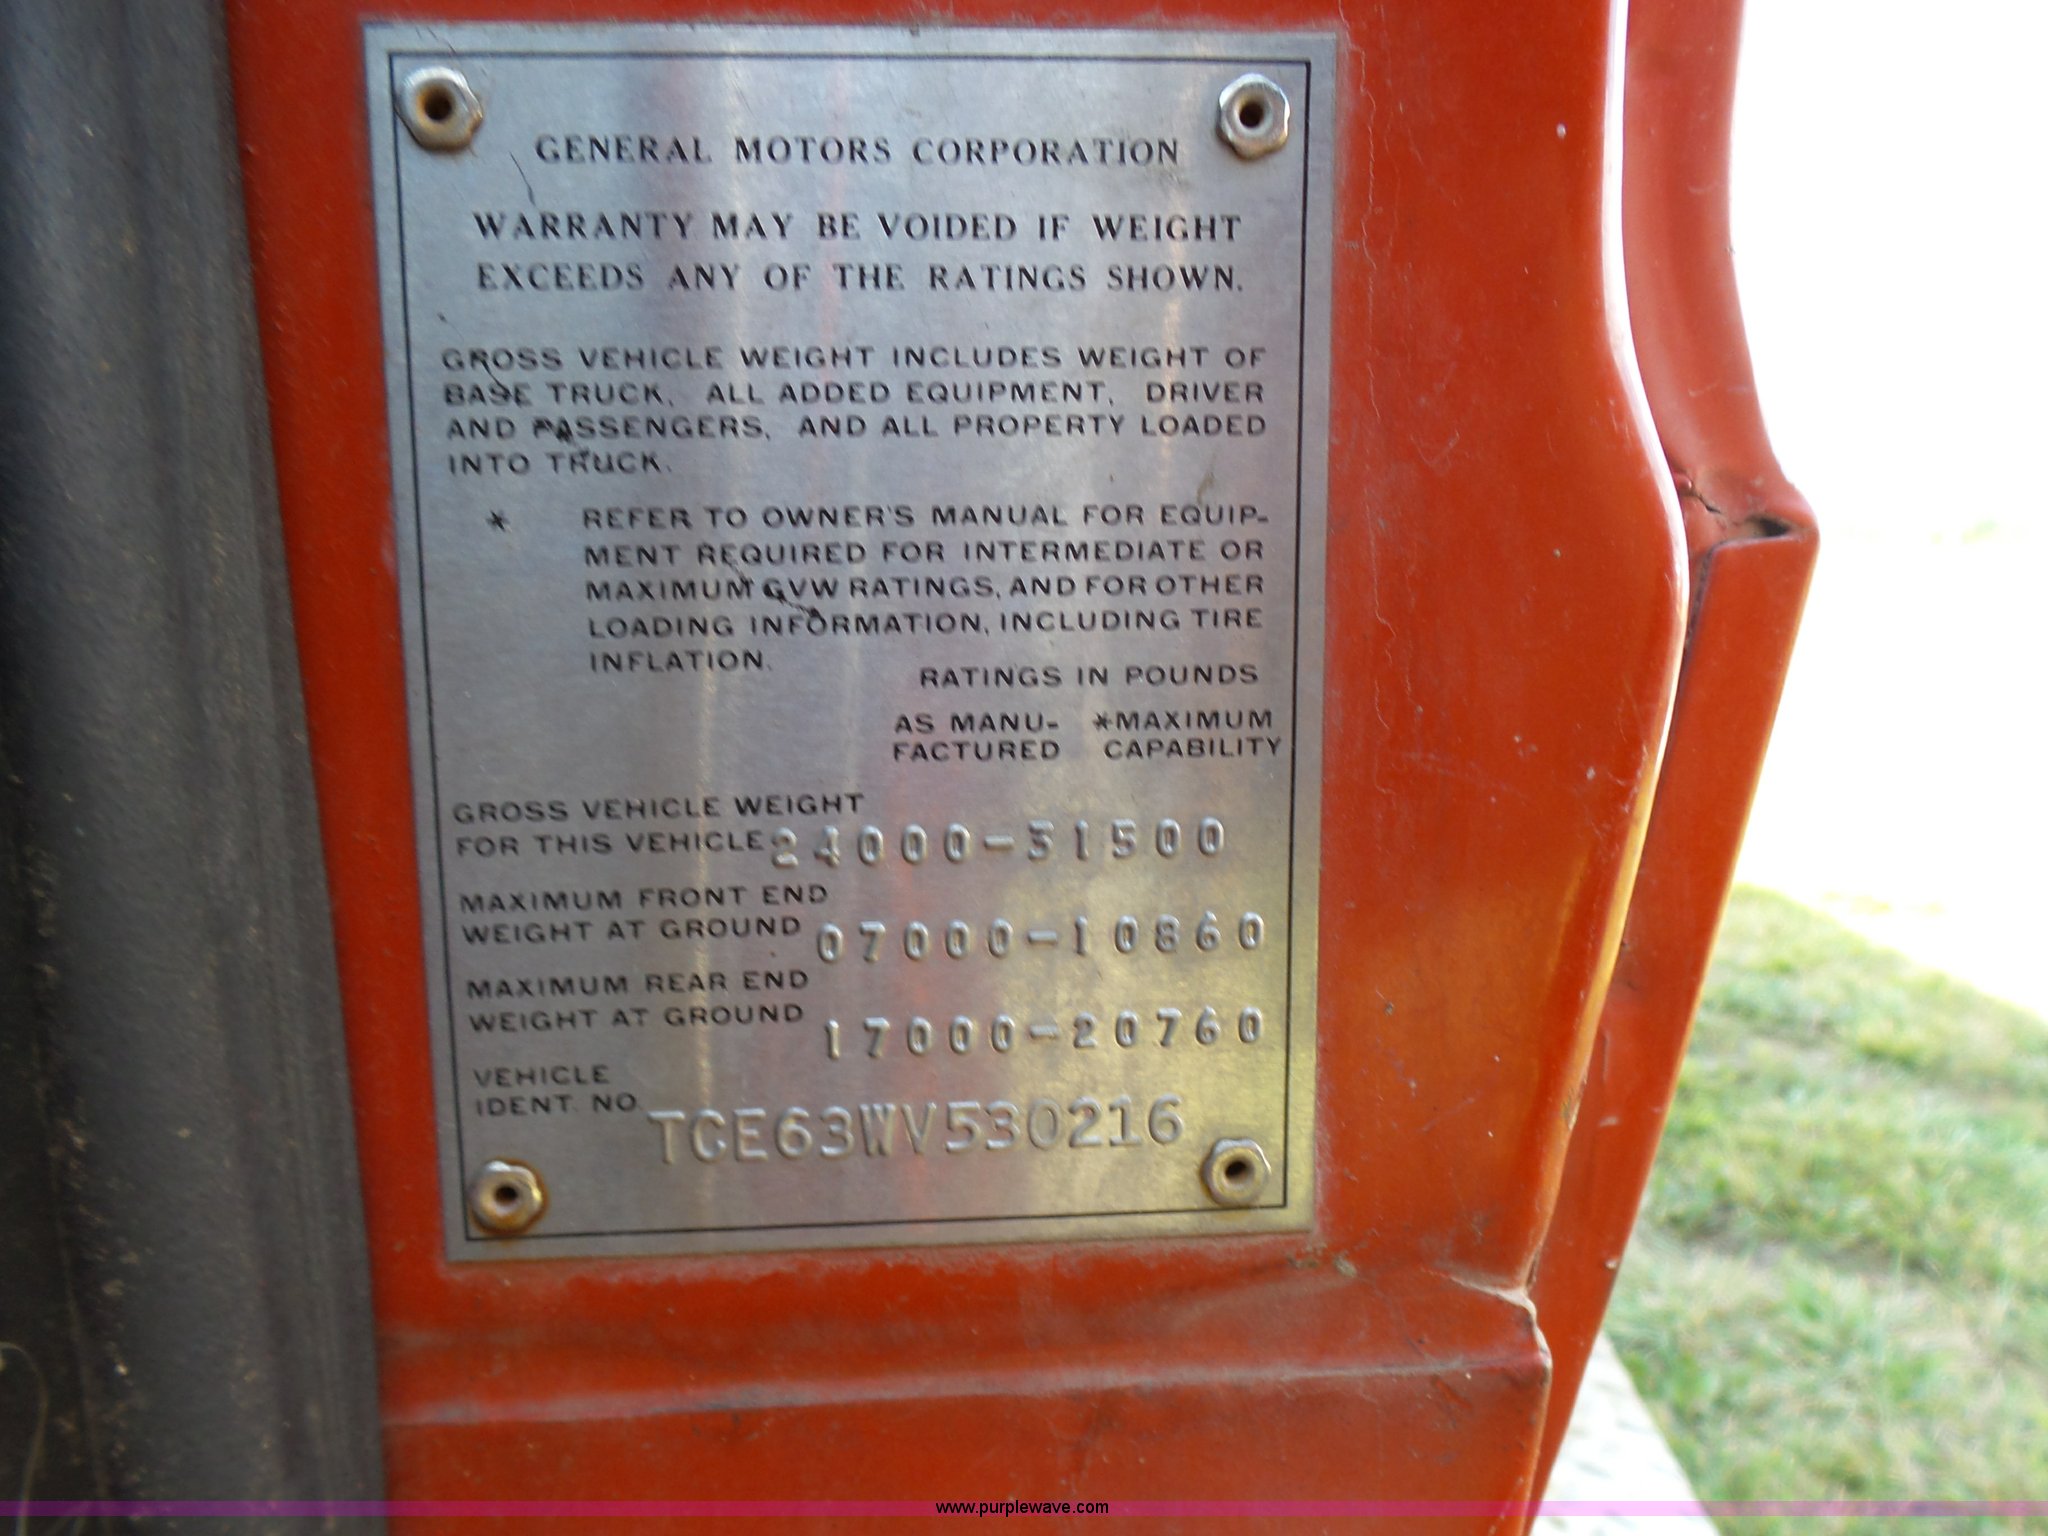 GENERAL MOTORS CORPORATION
WARRANTY MAY BE VOIDED IF WEIGHT
EXCEEDS ANY OF THE RATINGS SHOWN.
GROSS VEHICLE WEIGHT INCLUDES WEIGHT OF
BASE TRUCK, ALL ADDED EQUIPMENT, DRIVER
AND PASSENGERS, AND ALL PROPERTY LOADED
INTO TRUCK.
* REFER TO OWNER'S MANUAL FOR EQUIP-
MENT REQUIRED FOR INTERMEDIATE OR
MAXIMUM GVW RATINGS, AND FOR OTHER
LOADING INFORMATION, INCLUDING TIRE
INFLATION.
RATINGS IN POUNDS
AS MANU- *MAXIMUM
FACTURED CAPABILITY
GROSS VEHICLE WEIGHT
FOR THIS VEHICLE 24000-31500
MAXIMUM FRONT END
WEIGHT AT GROUND 07000-10860
MAXIMUM REAR END
WEIGHT AT GROUND 17000-20760
VEHICLE
IDENT. NO. TCE63WV530216
www.purplewave.com